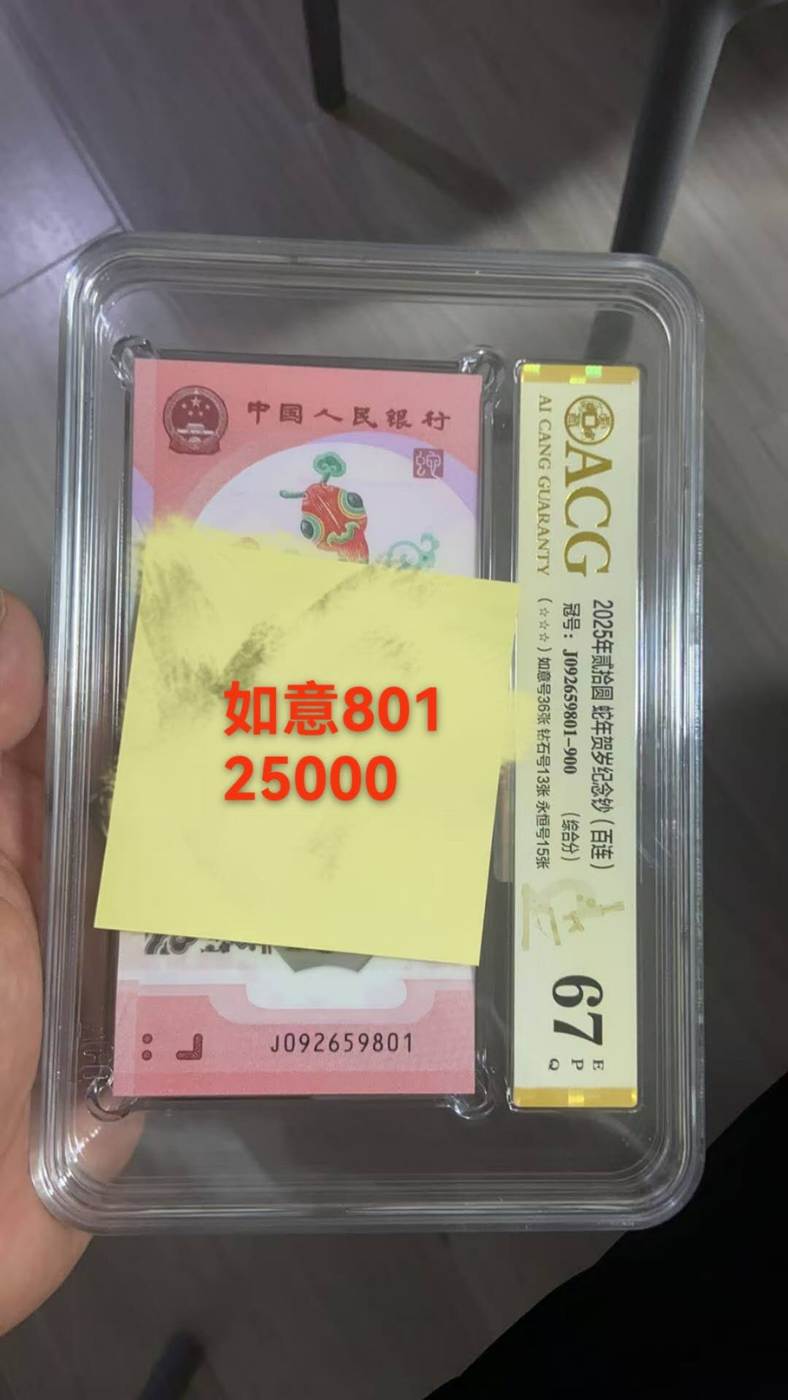 中国人民银行
如意801
25000
J092659801
ACG
AI CANG GUARANTY
2025年贰拾圆 蛇年贺岁纪念钞（百连）
冠号：J092659801-900 （综合分）
（☆☆☆）如意号36张 钻石号13张 永恒号15张
67
E
P
Q